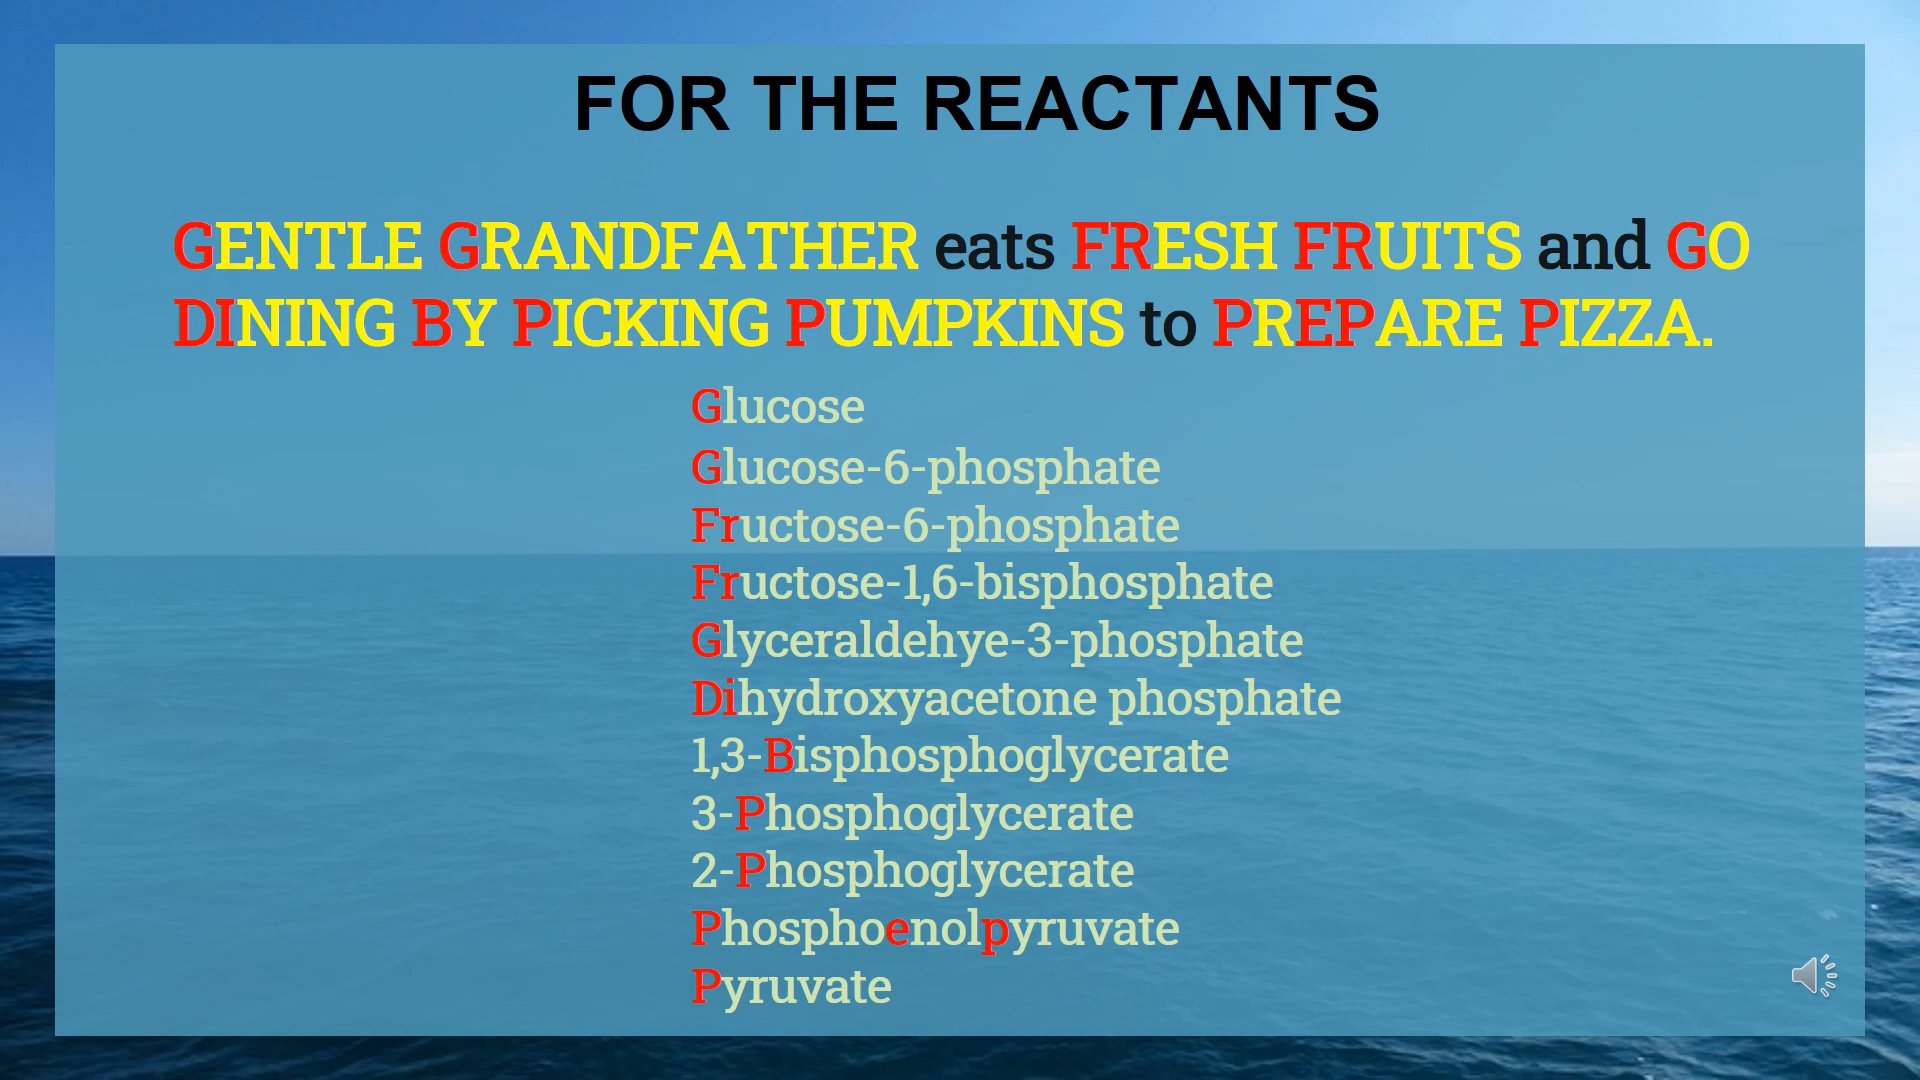 FOR THE REACTANTS
GENTLE GRANDFATHER eats FRESH FRUITS and GO
DINING BY PICKING PUMPKINS to PREPARE PIZZA.
Glucose
Glucose-6-phosphate
Fructose-6-phosphate
Fructose-1,6-bisphosphate
Glyceraldehye-3-phosphate
Dihydroxyacetone phosphate
1,3-Bisphosphoglycerate
3-Phosphoglycerate
2-Phosphoglycerate
Phosphoenolpyruvate
Pyruvate